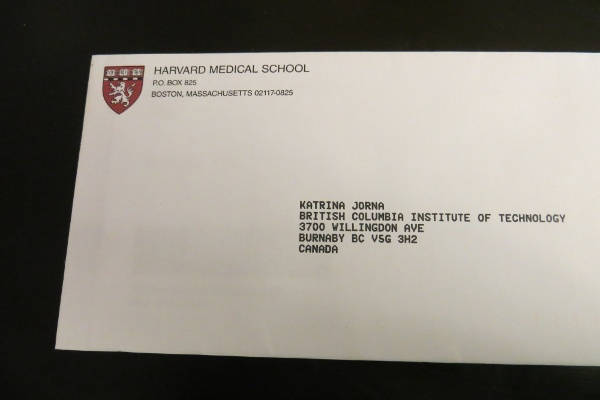 HARVARD MEDICAL SCHOOL
P.O. BOX 825
BOSTON, MASSACHUSETTS 02117-0825
KATRINA JORNA
BRITISH COLUMBIA INSTITUTE OF TECHNOLOGY
3700 WILLINGDON AVE
BURNABY BC V5G 3H2
CANADA